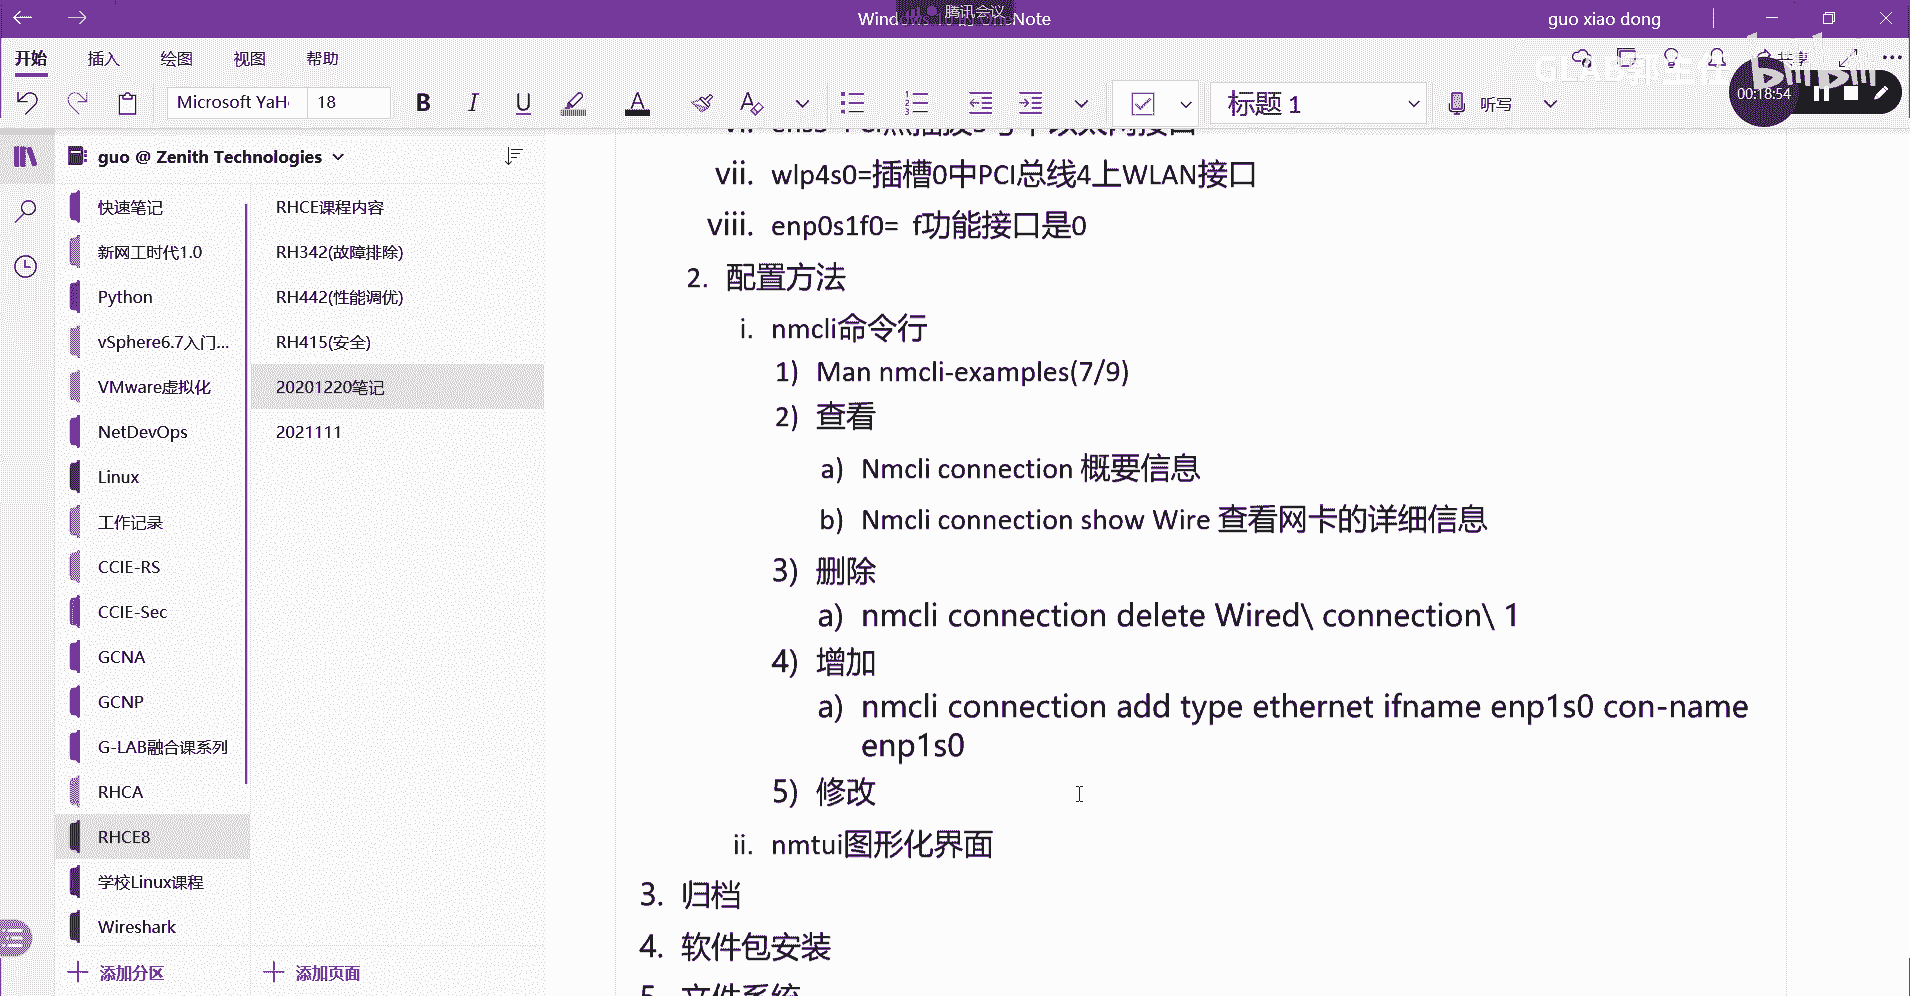 腾讯会议
Note
guo xiao dong
开始 插入 绘图 视图 帮助
共享
bilibili
00:18:54
Microsoft YaH 18 B I U A 标题 1 听写
guo @ Zenith Technologies
快速笔记
新网工时代1.0
Python
vSphere6.7入门...
VMware虚拟化
NetDevOps
Linux
工作记录
CCIE-RS
CCIE-Sec
GCNA
GCNP
G-LAB融合课系列
RHCA
RHCE8
学校Linux课程
Wireshark
添加分区
RHCE课程内容
RH342(故障排除)
RH442(性能调优)
RH415(安全)
20201220笔记
2021111
添加页面
vii. wlp4s0=插槽0中PCI总线4上WLAN接口
viii. enp0s1f0= f功能接口是0
2. 配置方法
i. nmcli命令行
1) Man nmcli-examples(7/9)
2) 查看
a) Nmcli connection 概要信息
b) Nmcli connection show Wire 查看网卡的详细信息
3) 删除
a) nmcli connection delete Wired\ connection\ 1
4) 增加
a) nmcli connection add type ethernet ifname enp1s0 con-name
enp1s0
5) 修改
ii. nmtui图形化界面
3. 归档
4. 软件包安装
5. 文件系统